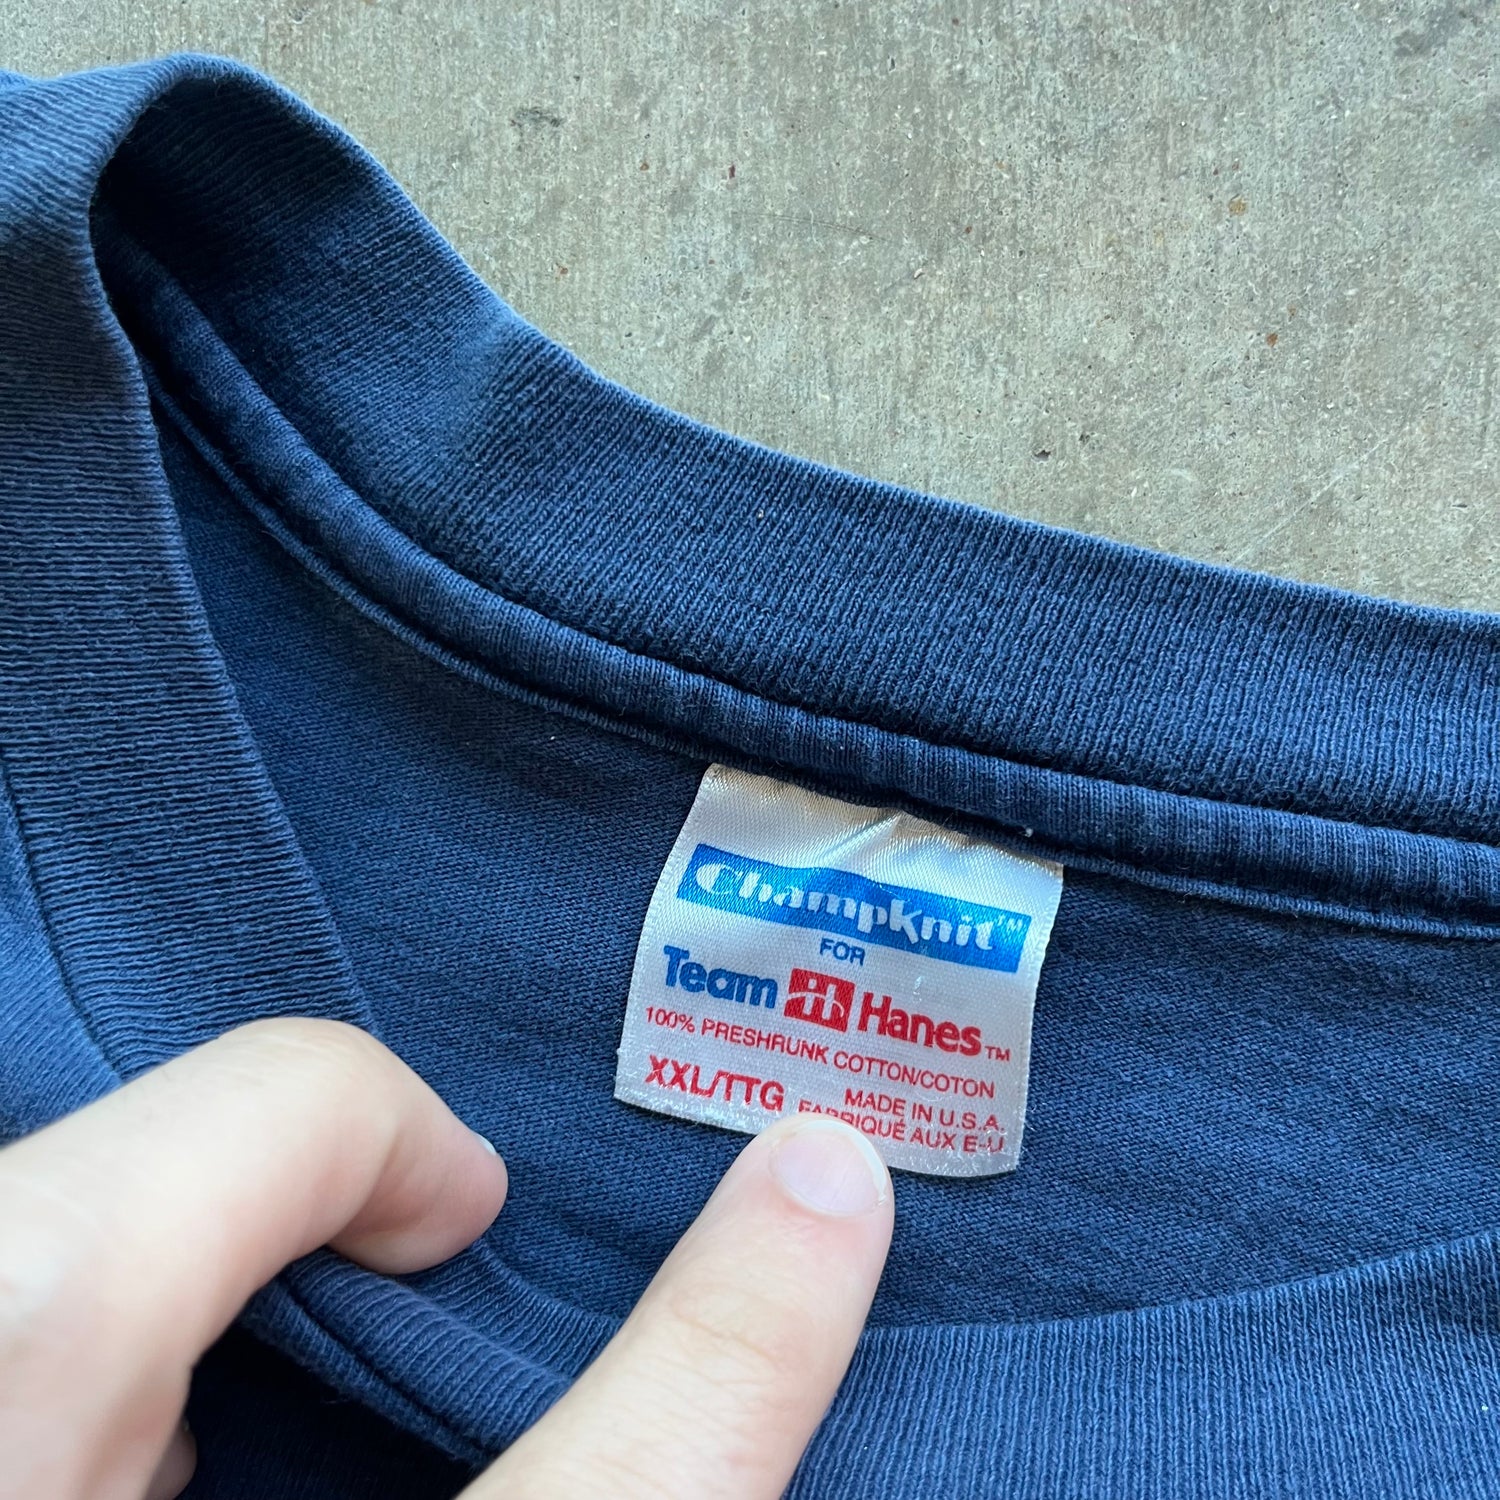 Champknit™
FOR
Team Hanes™
100% PRESHRUNK COTTON/COTON
XXL/TTG
MADE IN U.S.A.
FABRIQUÉ AUX E-U